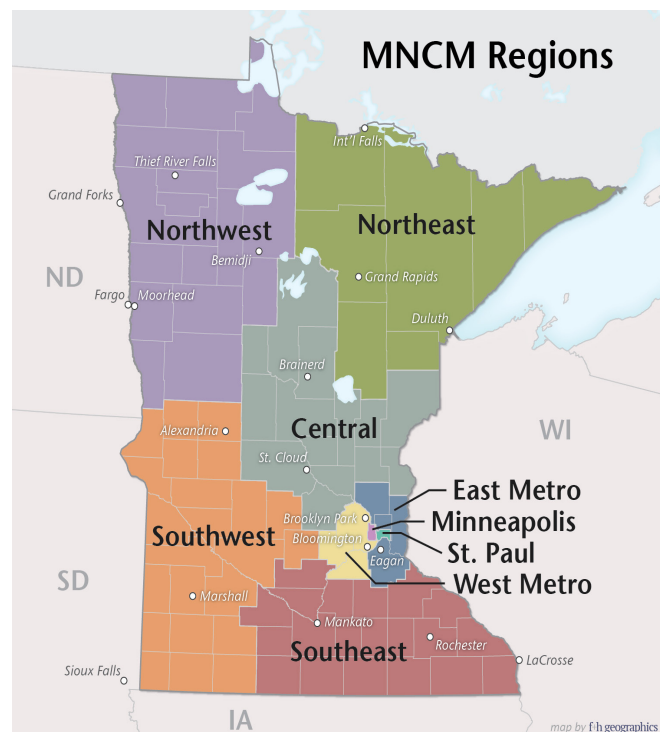 MNCM Regions
Int'l Falls
Thief River Falls
Grand Forks
Northwest
Northeast
Bemidji
ND
Grand Rapids
Fargo
Moorhead
Duluth
Brainerd
Alexandria
Central
WI
St. Cloud
East Metro
Brooklyn Park
Minneapolis
Southwest
Bloomington
St. Paul
Eagan
SD
West Metro
Marshall
Mankato
Rochester
Southeast
LaCrosse
Sioux Falls
IA
map by f+h geographics